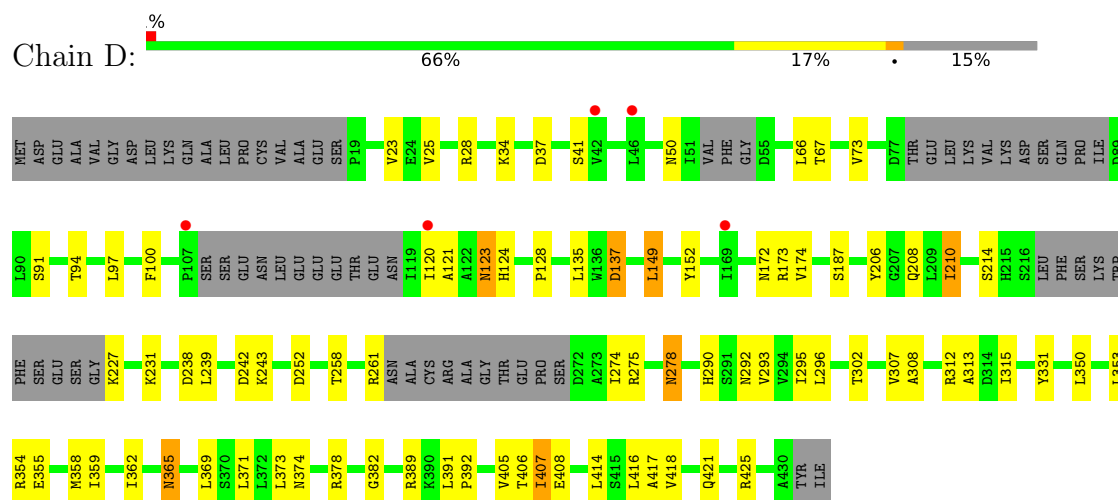 .%
Chain D:
66% 17% . 15%
MET ASP GLU ALA VAL GLY ASP LEU LYS GLN ALA LEU PRO CYS VAL ALA GLU SER P19 V23 E24 V25 R28 K34 D37 S41 V42 L46 N50 I51 VAL PHE GLY D55 L66 T67 V73 D77 THR GLU LEU LYS VAL LYS ASP SER GLN PRO ILE D89
L90 S91 T94 L97 F100 P107 SER SER GLU ASN LEU GLU GLU GLU THR GLU ASN I119 I120 A121 A122 N123 H124 P128 L135 W136 D137 L149 Y152 I169 N172 R173 V174 S187 Y206 G207 Q208 L209 I210 S214 H215 S216 LEU PHE SER LYS THR
PHE SER GLU SER GLY K227 K231 D238 L239 D242 K243 D252 T258 R261 ASN ALA CYS ARG ALA GLY THR GLU PRO SER D272 A273 I274 R275 N278 H290 S291 N292 V293 V294 I295 L296 T302 V307 A308 R312 A313 D314 I315 Y331 L350 L353
R354 E355 M358 I359 I362 N365 L369 S370 L371 L372 L373 N374 R378 G382 R389 K390 L391 P392 V405 T406 I407 E408 L414 S415 L416 A417 V418 Q421 R425 A430 TYR ILE